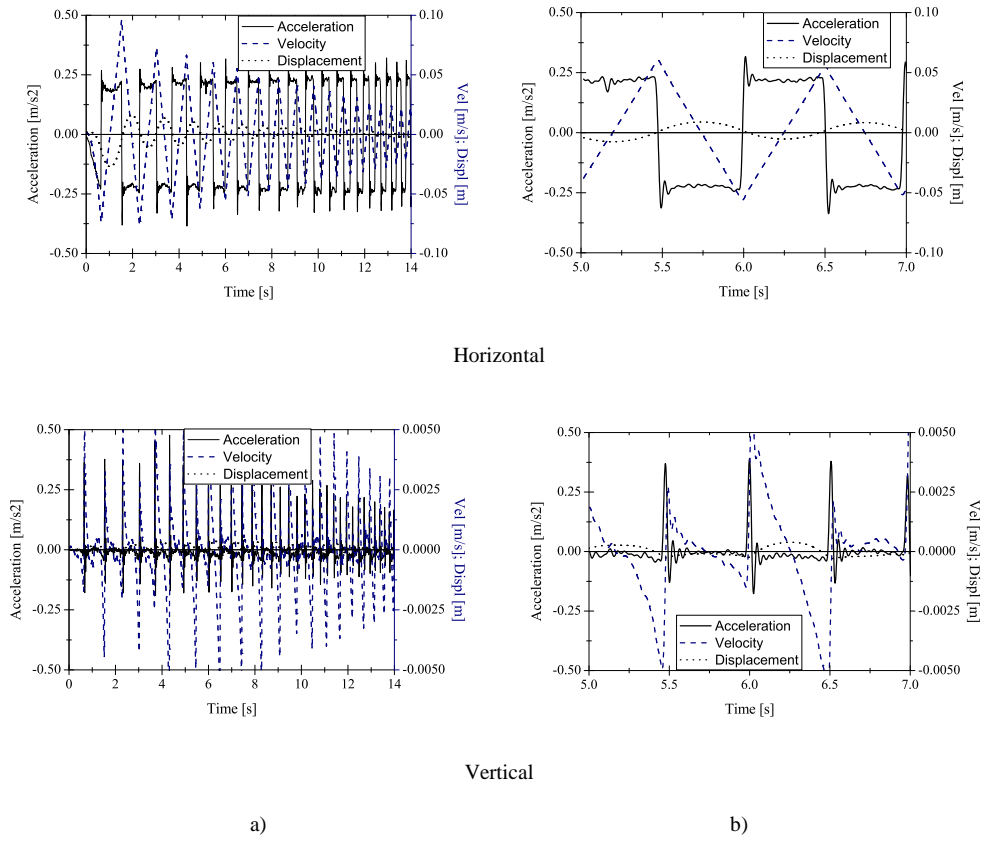 Acceleration
Velocity
Displacement
0.50
0.25
0.00
-0.25
-0.50
Acceleration [m/s2]
0.10
0.05
0.00
-0.05
-0.10
Vel [m/s]; Displ [m]
0 2 4 6 8 10 12 14
Time [s]
Acceleration
Velocity
Displacement
0.50
0.25
0.00
-0.25
-0.50
Acceleration [m/s2]
0.10
0.05
0.00
-0.05
-0.10
Vel [m/s]; Displ [m]
5.0 5.5 6.0 6.5 7.0
Time [s]
Horizontal
Acceleration
Velocity
Displacement
0.50
0.25
0.00
-0.25
-0.50
Acceleration [m/s2]
0.0050
0.0025
0.0000
-0.0025
-0.0050
Vel [m/s]; Displ [m]
0 2 4 6 8 10 12 14
Time [s]
0.50
0.25
0.00
-0.25
-0.50
Acceleration [m/s2]
Acceleration
Velocity
Displacement
0.0050
0.0025
0.0000
-0.0025
-0.0050
Vel [m/s]; Displ [m]
5.0 5.5 6.0 6.5 7.0
Time [s]
Vertical
a) b)